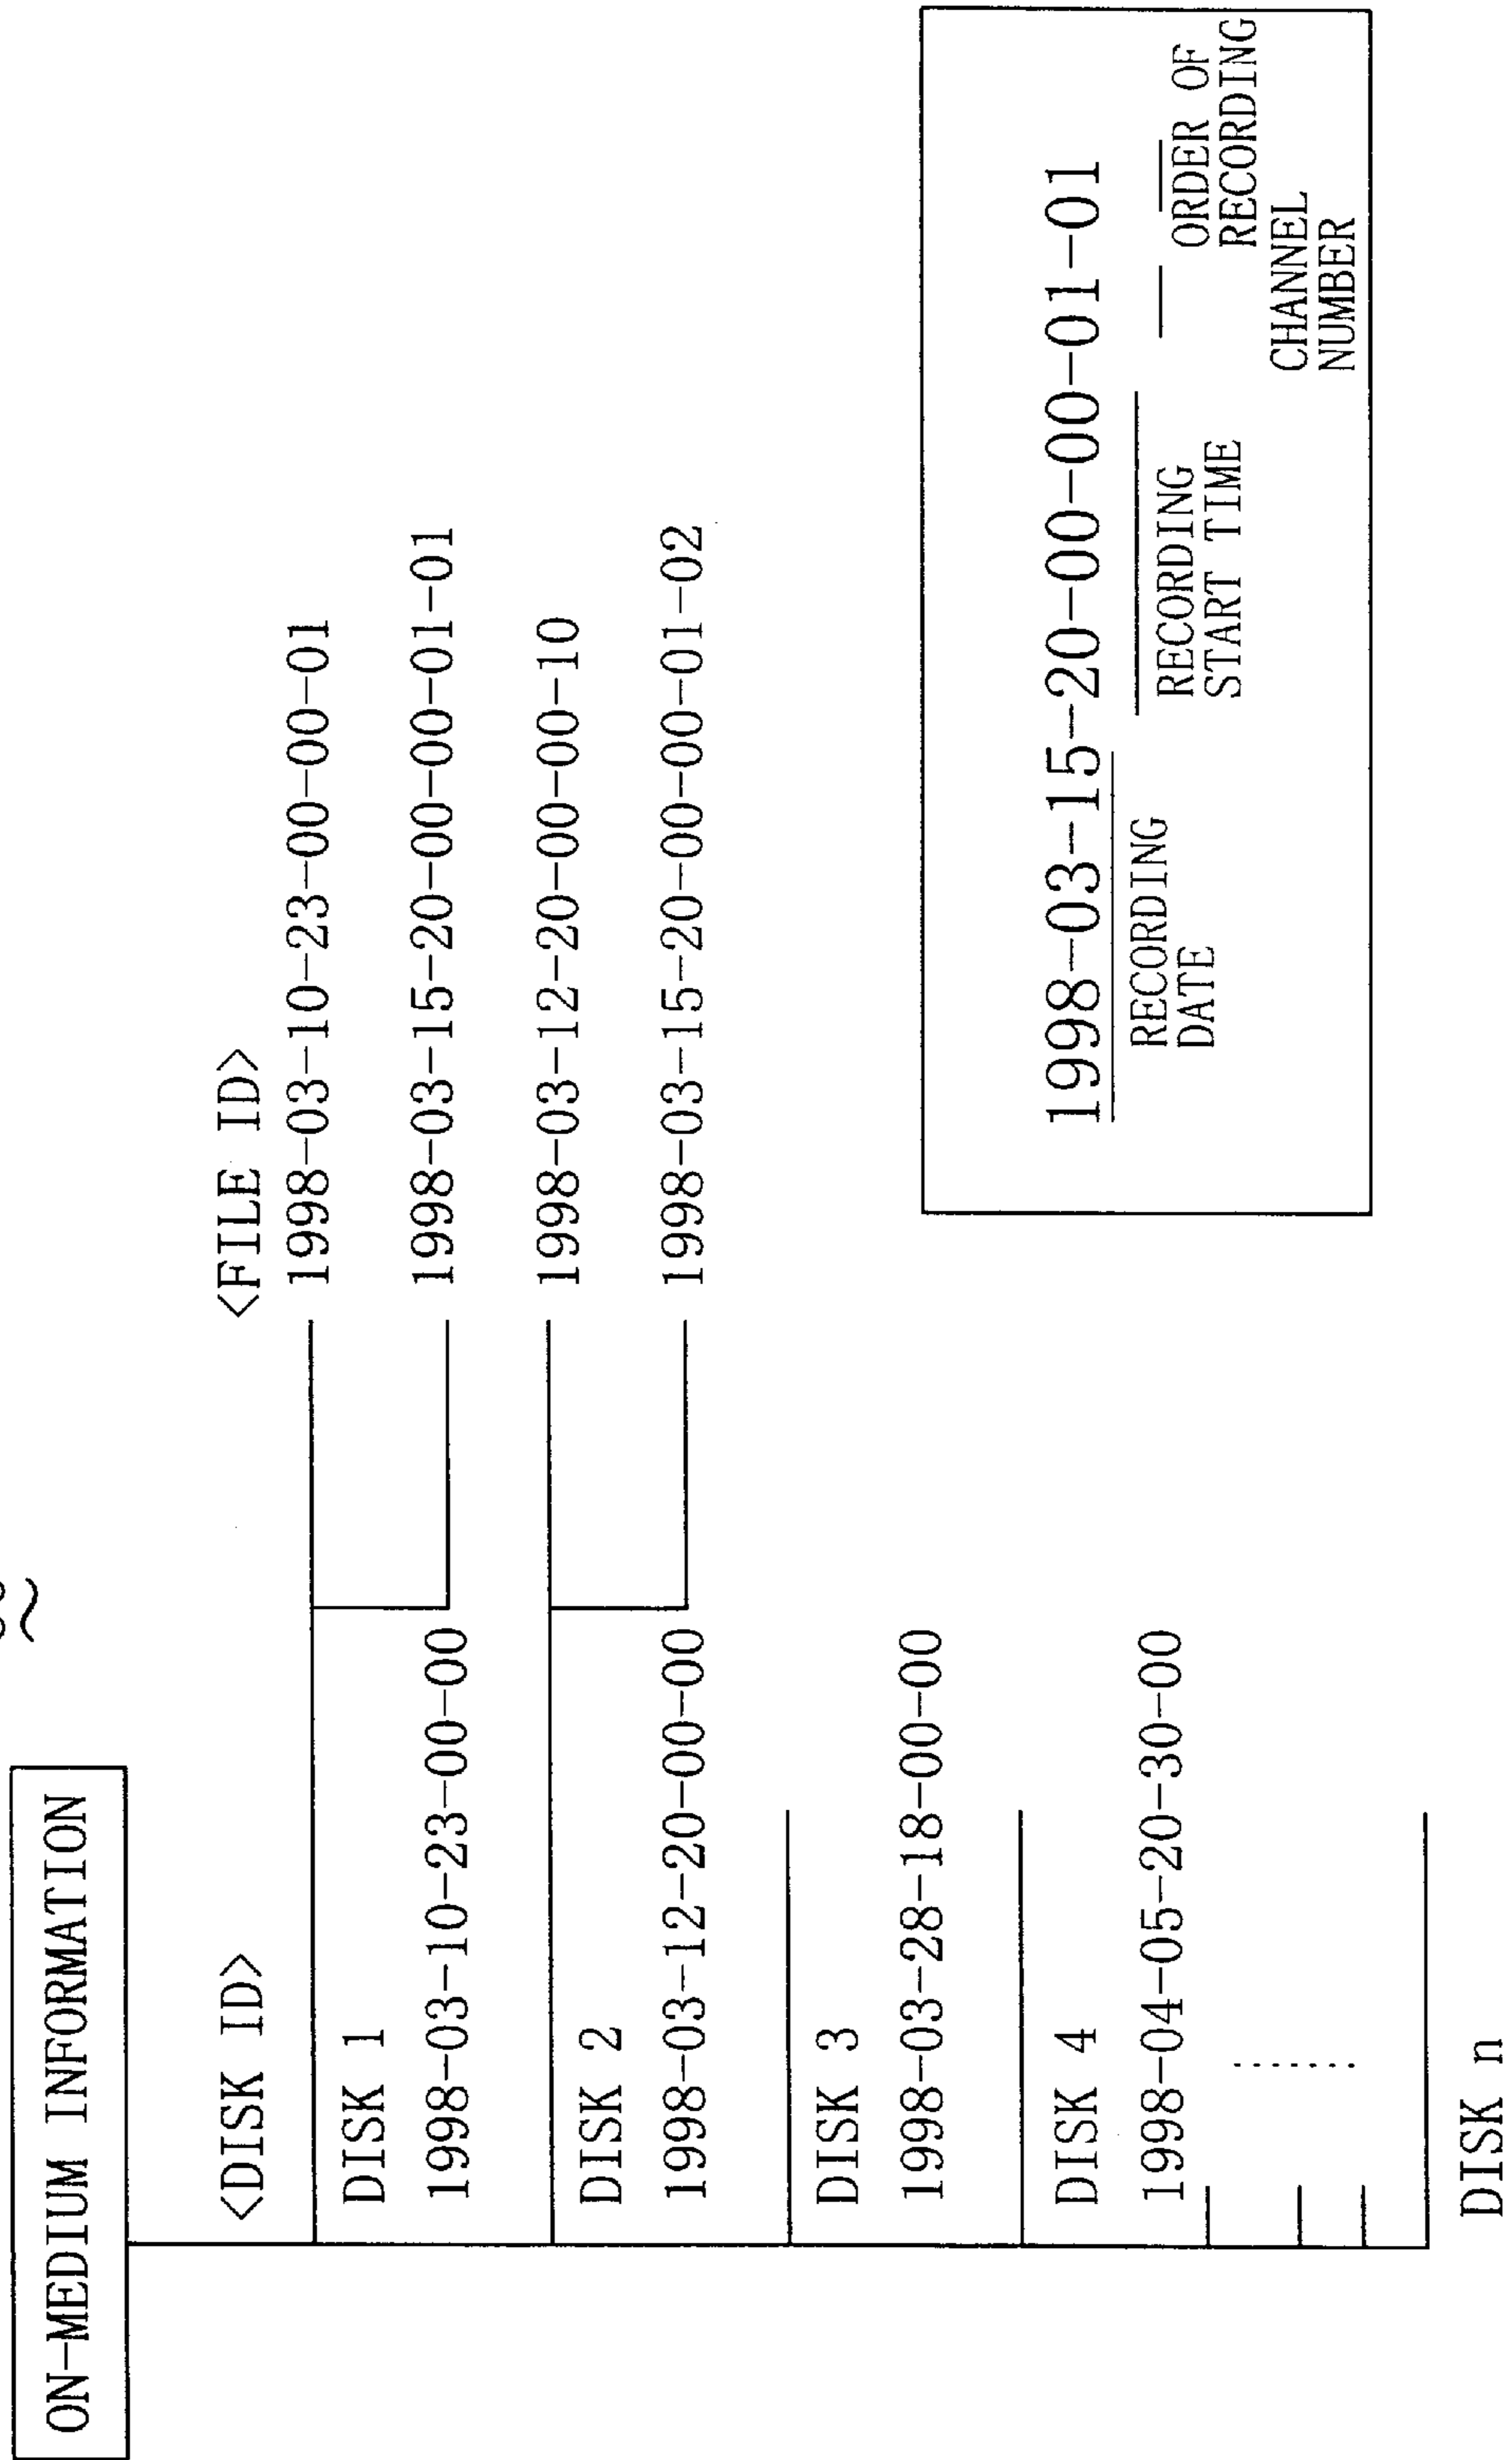 ON-MEDIUM INFORMATION
<DISK ID>
<FILE ID>
1998-03-10-23-00-00-01
DISK 1
1998-03-10-23-00-00
1998-03-15-20-00-00-01-01
1998-03-12-20-00-00-10
DISK 2
1998-03-12-20-00-00
1998-03-15-20-00-00-01-02
DISK 3
1998-03-28-18-00-00
DISK 4
1998-04-05-20-30-00
DISK n
1998-03-15-20-00-00-01-01
RECORDING
DATE
RECORDING
START TIME
ORDER OF
RECORDING
CHANNEL
NUMBER